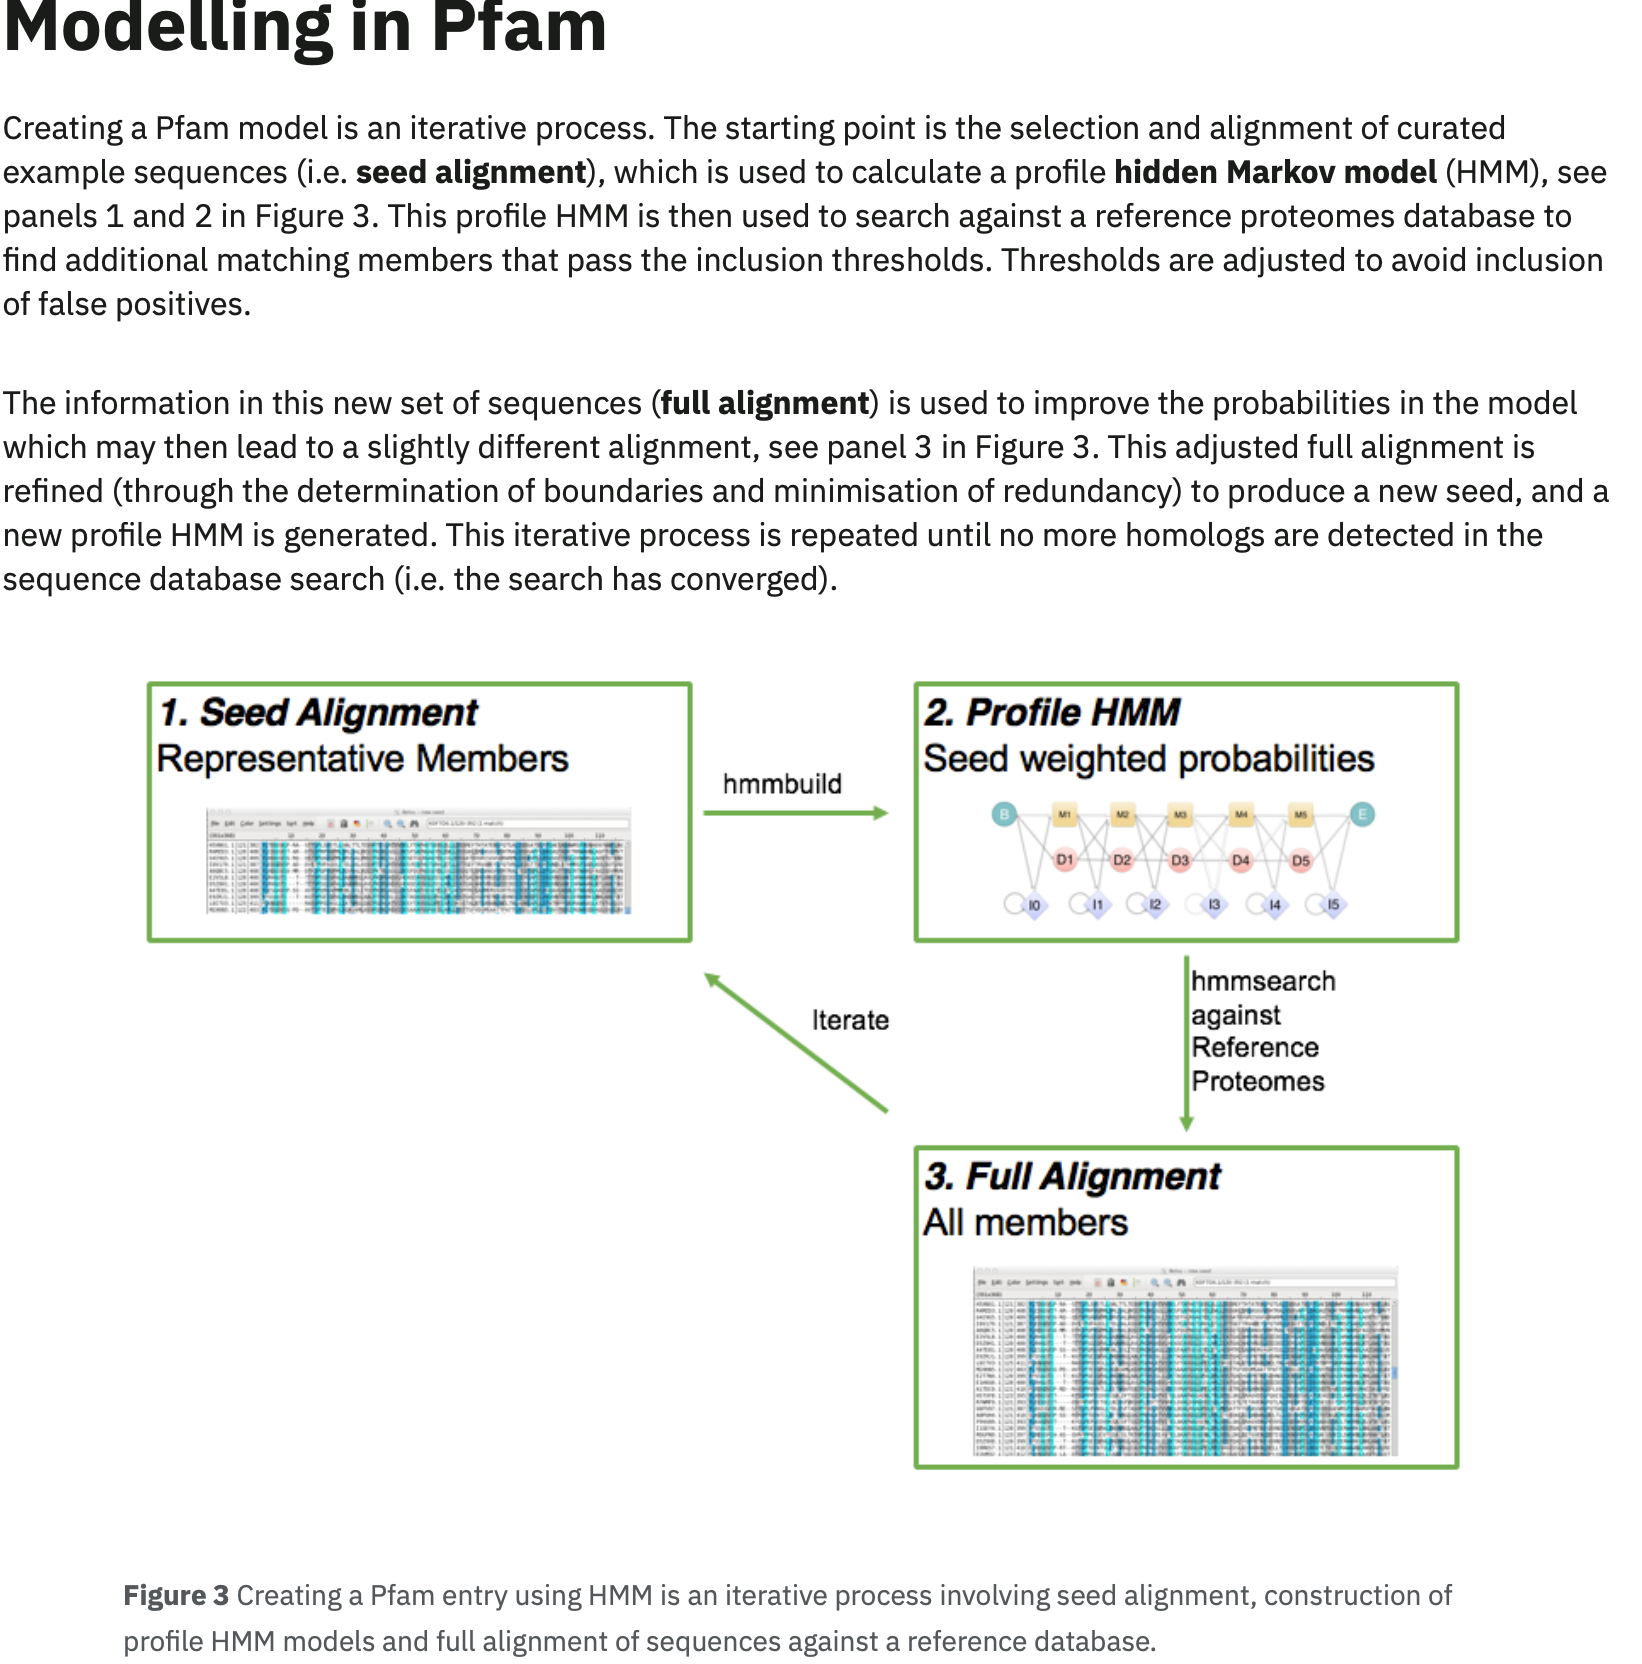 Modelling in Pfam
Creating a Pfam model is an iterative process. The starting point is the selection and alignment of curated
example sequences (i.e. seed alignment), which is used to calculate a profile hidden Markov model (HMM), see
panels 1 and 2 in Figure 3. This profile HMM is then used to search against a reference proteomes database to
find additional matching members that pass the inclusion thresholds. Thresholds are adjusted to avoid inclusion
of false positives.
The information in this new set of sequences (full alignment) is used to improve the probabilities in the model
which may then lead to a slightly different alignment, see panel 3 in Figure 3. This adjusted full alignment is
refined (through the determination of boundaries and minimisation of redundancy) to produce a new seed, and a
new profile HMM is generated. This iterative process is repeated until no more homologs are detected in the
sequence database search (i.e. the search has converged).
1. Seed Alignment
Representative Members
hmmbuild
2. Profile HMM
Seed weighted probabilities
B M1 M2 M3 M4 M5 E
D1 D2 D3 D4 D5
I0 I1 I2 I3 I4 I5
hmmsearch
against
Reference
Proteomes
Iterate
3. Full Alignment
All members
Figure 3 Creating a Pfam entry using HMM is an iterative process involving seed alignment, construction of
profile HMM models and full alignment of sequences against a reference database.